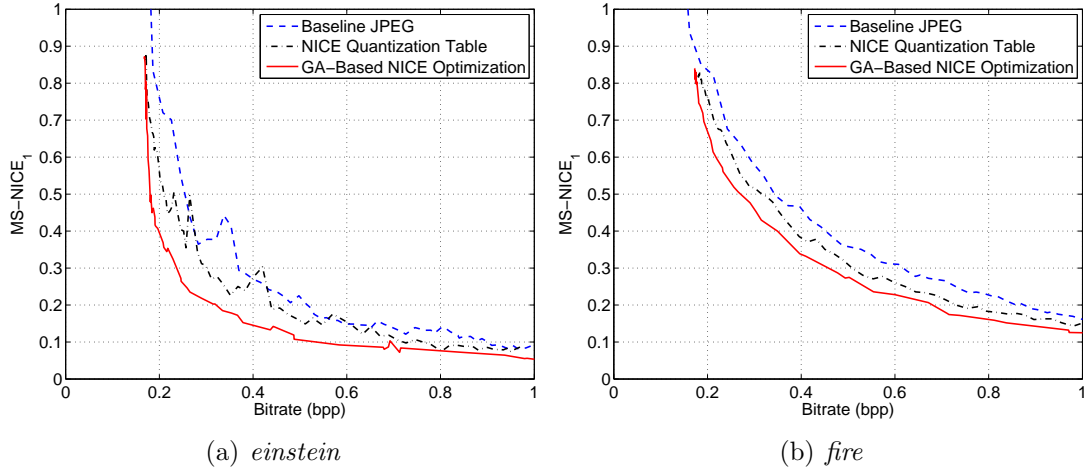 1
0.9
0.8
0.7
0.6
0.5
0.4
0.3
0.2
0.1
0
MS−NICE₁
0 0.2 0.4 0.6 0.8 1
Bitrate (bpp)
Baseline JPEG
NICE Quantization Table
GA−Based NICE Optimization
(a) einstein
1
0.9
0.8
0.7
0.6
0.5
0.4
0.3
0.2
0.1
0
MS−NICE₁
0 0.2 0.4 0.6 0.8 1
Bitrate (bpp)
Baseline JPEG
NICE Quantization Table
GA−Based NICE Optimization
(b) fire